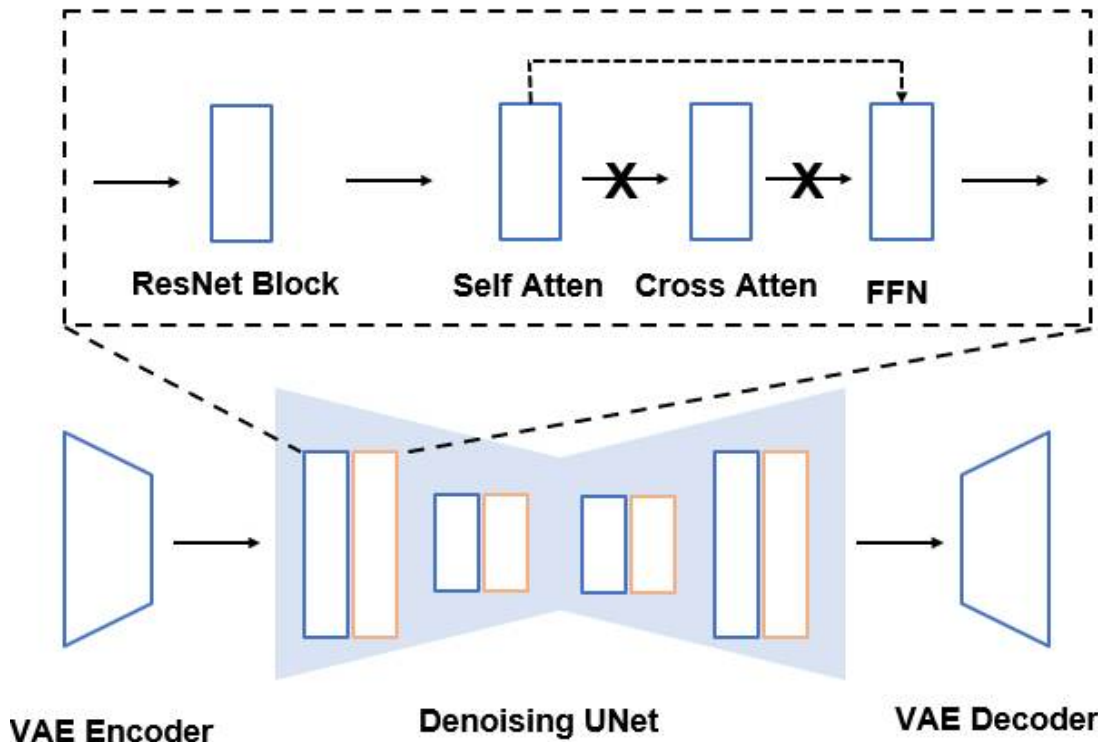 X X
ResNet Block Self Atten Cross Atten FFN
VAE Encoder Denoising UNet VAE Decoder